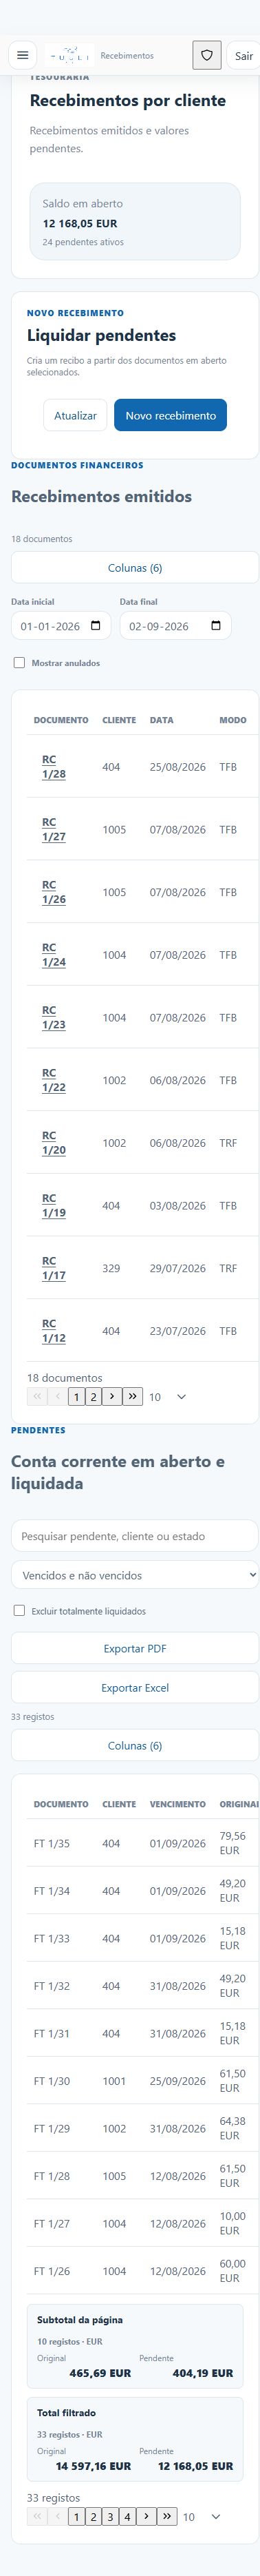 Recebimentos
Sair
TESOURARIA
Recebimentos por cliente
Recebimentos emitidos e valores
pendentes.
Saldo em aberto
12 168,05 EUR
24 pendentes ativos
NOVO RECEBIMENTO
Liquidar pendentes
Cria um recibo a partir dos documentos em aberto
selecionados.
Atualizar Novo recebimento
DOCUMENTOS FINANCEIROS
Recebimentos emitidos
18 documentos
Colunas (6)
Data inicial Data final
01-01-2026 02-09-2026
Mostrar anulados
DOCUMENTO CLIENTE DATA MODO
RC
1/28 404 25/08/2026 TFB
RC
1/27 1005 07/08/2026 TFB
RC
1/26 1005 07/08/2026 TFB
RC
1/24 1004 07/08/2026 TFB
RC
1/23 1004 07/08/2026 TFB
RC
1/22 1002 06/08/2026 TFB
RC
1/20 1002 06/08/2026 TRF
RC
1/19 404 03/08/2026 TFB
RC
1/17 329 29/07/2026 TRF
RC
1/12 404 23/07/2026 TFB
18 documentos
« ‹ 1 2 › » 10
PENDENTES
Conta corrente em aberto e
liquidada
Pesquisar pendente, cliente ou estado
Vencidos e não vencidos
Excluir totalmente liquidados
Exportar PDF
Exportar Excel
33 registos
Colunas (6)
DOCUMENTO CLIENTE VENCIMENTO ORIGINAL
FT 1/35 404 01/09/2026 79,56
EUR
FT 1/34 404 01/09/2026 49,20
EUR
FT 1/33 404 01/09/2026 15,18
EUR
FT 1/32 404 31/08/2026 49,20
EUR
FT 1/31 404 31/08/2026 15,18
EUR
FT 1/30 1001 25/09/2026 61,50
EUR
FT 1/29 1002 31/08/2026 64,38
EUR
FT 1/28 1005 12/08/2026 61,50
EUR
FT 1/27 1004 12/08/2026 10,00
EUR
FT 1/26 1004 12/08/2026 60,00
EUR
Subtotal da página
10 registos · EUR
Original Pendente
465,69 EUR 404,19 EUR
Total filtrado
33 registos · EUR
Original Pendente
14 597,16 EUR 12 168,05 EUR
33 registos
« ‹ 1 2 3 4 › » 10